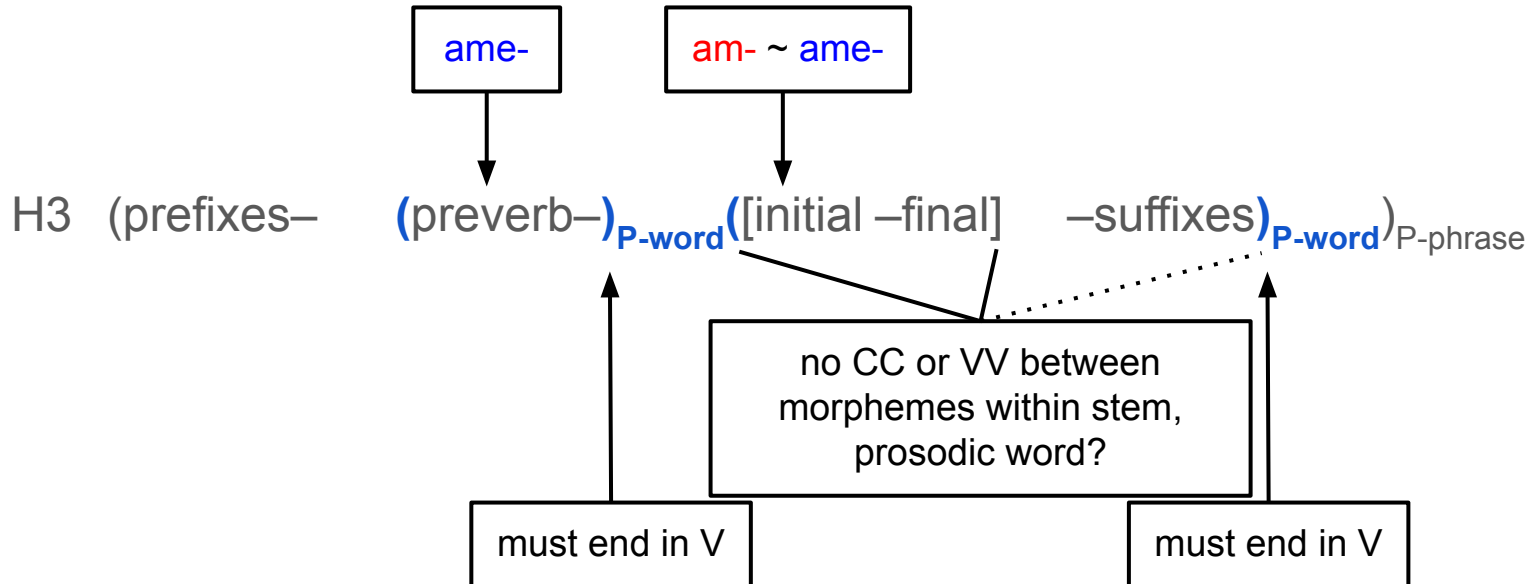 ame-
am- ~ ame-
H3 (prefixes– (preverb–)P-word([initial –final] –suffixes)P-word)P-phrase
no CC or VV between
morphemes within stem,
prosodic word?
must end in V
must end in V